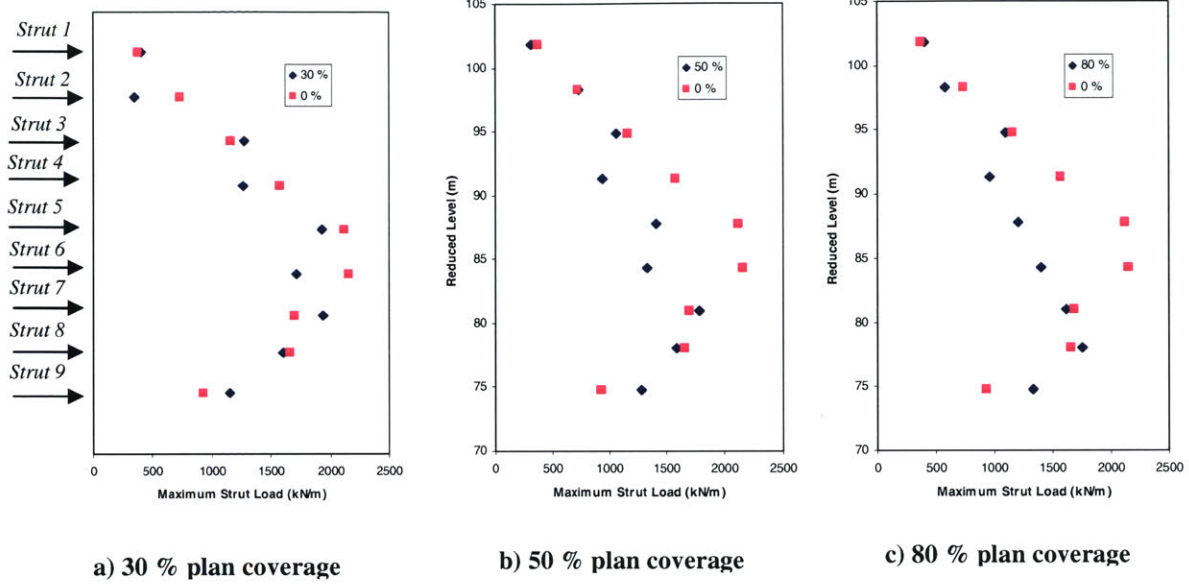 Strut 1
Strut 2
Strut 3
Strut 4
Strut 5
Strut 6
Strut 7
Strut 8
Strut 9
30 %
0 %
0 500 1000 1500 2000 2500
Maximum Strut Load (kN/m)
a) 30 % plan coverage
105
100
95
90
85
80
75
70
Reduced Level (m)
50 %
0 %
0 500 1000 1500 2000 2500
Maximum Strut Load (kN/m)
b) 50 % plan coverage
105
100
95
90
85
80
75
70
Reduced Level (m)
80 %
0 %
0 500 1000 1500 2000 2500
Maximum Strut Load (kN/m)
c) 80 % plan coverage